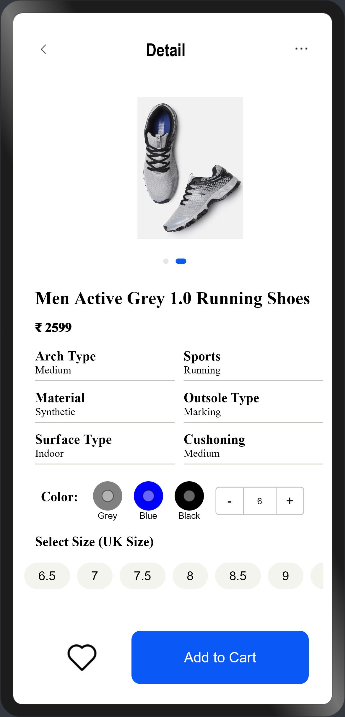 Detail
Men Active Grey 1.0 Running Shoes
₹ 2599
Arch Type Sports
Medium Running
Material Outsole Type
Synthetic Marking
Surface Type Cushoning
Indoor Medium
Color: - 6 +
Grey Blue Black
Select Size (UK Size)
6.5 7 7.5 8 8.5 9
Add to Cart